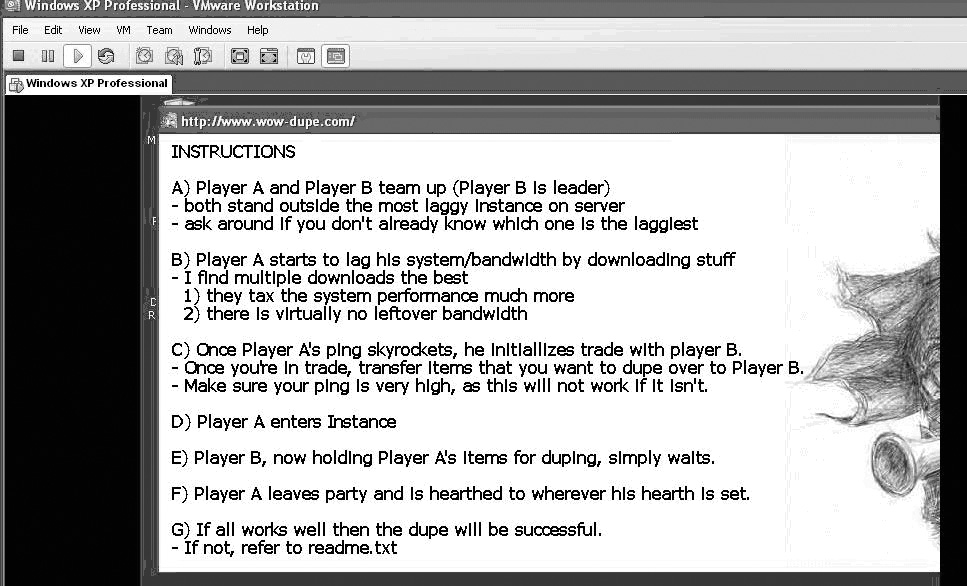 Windows XP Professional - VMware Workstation
File Edit View VM Team Windows Help
Windows XP Professional
http://www.wow-dupe.com/
M
INSTRUCTIONS
A) Player A and Player B team up (Player B is leader)
- both stand outside the most laggy instance on server
- ask around if you don't already know which one is the laggiest
B) Player A starts to lag his system/bandwidth by downloading stuff
- I find multiple downloads the best
1) they tax the system performance much more
2) there is virtually no leftover bandwidth
C) Once Player A's ping skyrockets, he initiallizes trade with player B.
- Once you're in trade, transfer items that you want to dupe over to Player B.
- Make sure your ping is very high, as this will not work if it isn't.
D) Player A enters Instance
E) Player B, now holding Player A's items for duping, simply waits.
F) Player A leaves party and is hearthed to wherever his hearth is set.
G) If all works well then the dupe will be successful.
- If not, refer to readme.txt